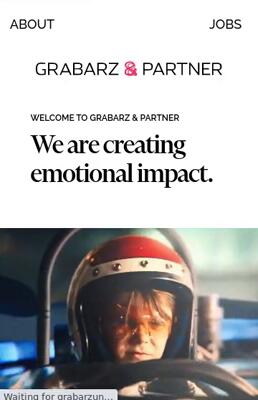 ABOUT JOBS
GRABARZ & PARTNER
WELCOME TO GRABARZ & PARTNER
We are creating
emotional impact.
Waiting for grabarzun...